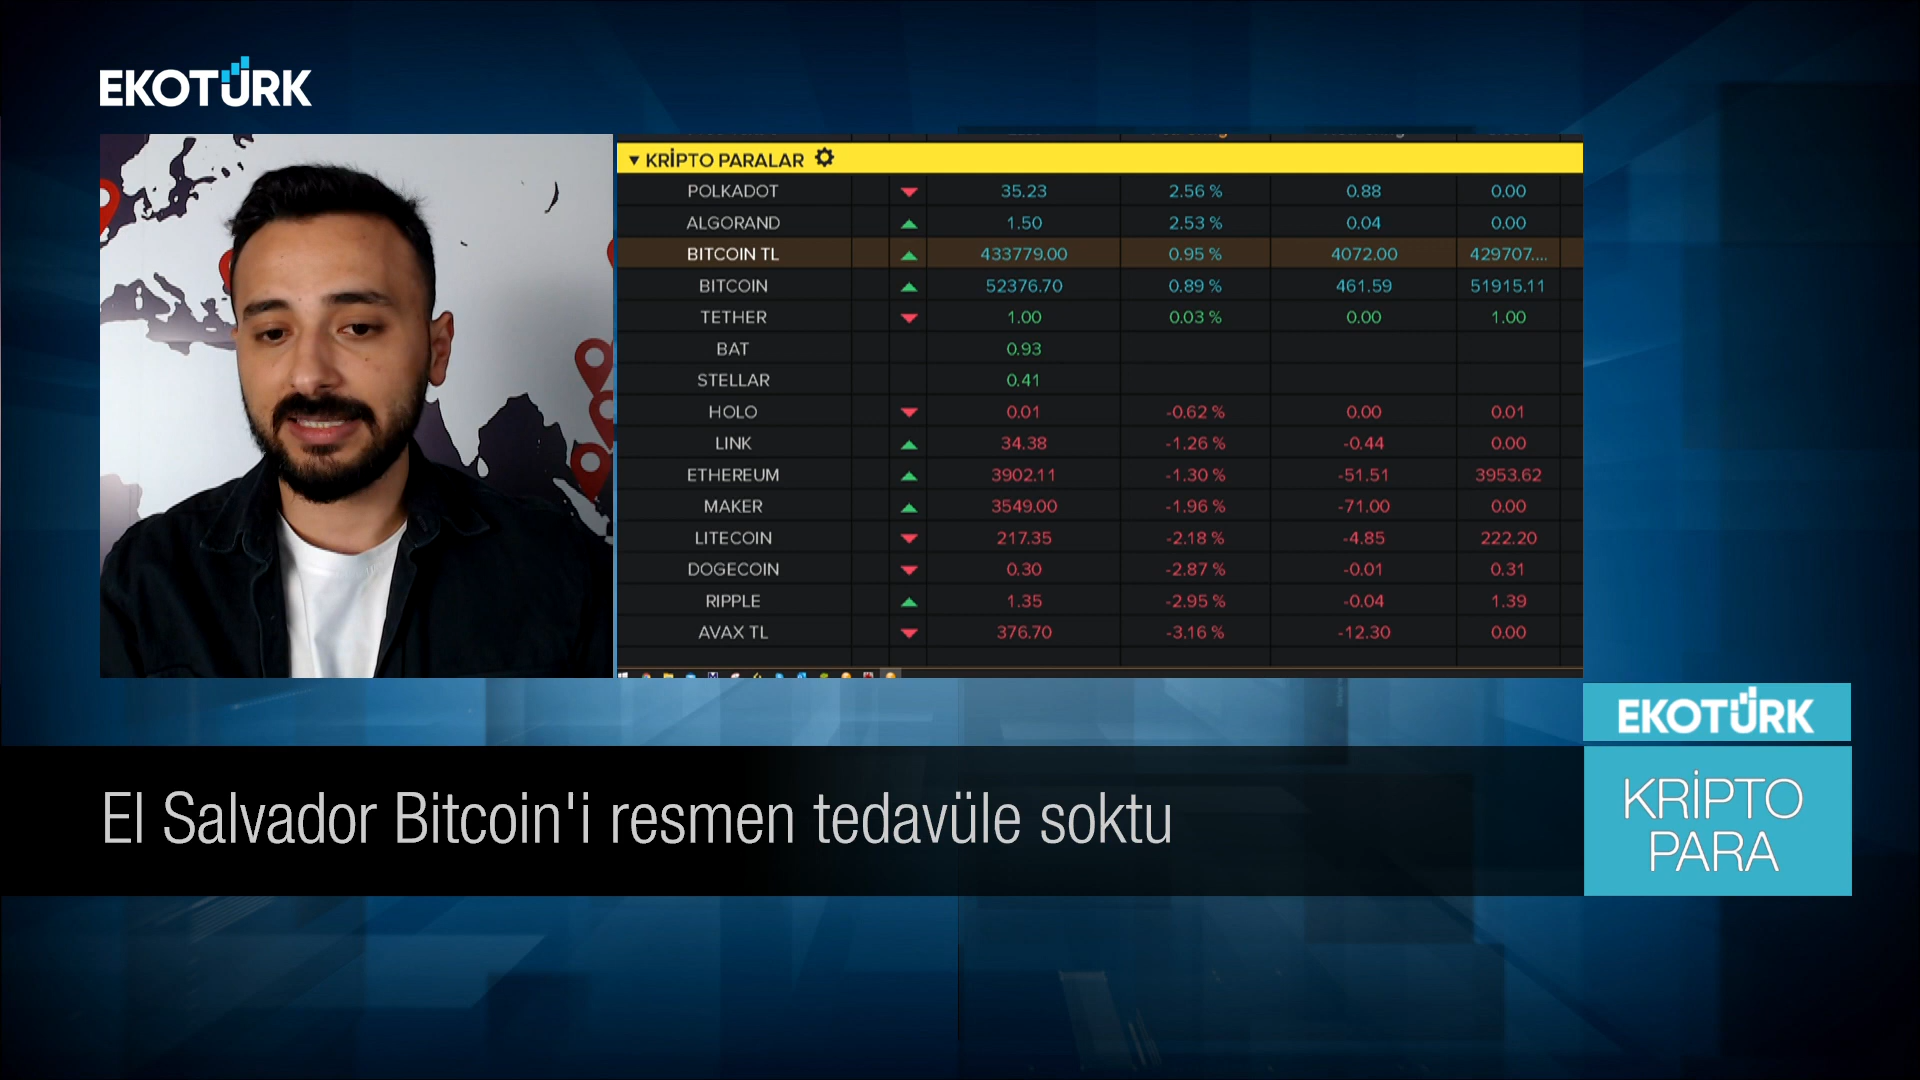 EKOTÜRK
▼ KRİPTO PARALAR
POLKADOT 35.23 2.56 % 0.88 0.00
ALGORAND 1.50 2.53 % 0.04 0.00
BITCOIN TL 433779.00 0.95 % 4072.00 429707....
BITCOIN 52376.70 0.89 % 461.59 51915.11
TETHER 1.00 0.03 % 0.00 1.00
BAT 0.93
STELLAR 0.41
HOLO 0.01 -0.62 % 0.00 0.01
LINK 34.38 -1.26 % -0.44 0.00
ETHEREUM 3902.11 -1.30 % -51.51 3953.62
MAKER 3549.00 -1.96 % -71.00 0.00
LITECOIN 217.35 -2.18 % -4.85 222.20
DOGECOIN 0.30 -2.87 % -0.01 0.31
RIPPLE 1.35 -2.95 % -0.04 1.39
AVAX TL 376.70 -3.16 % -12.30 0.00
EKOTÜRK
El Salvador Bitcoin'i resmen tedavüle soktu
KRİPTO
PARA